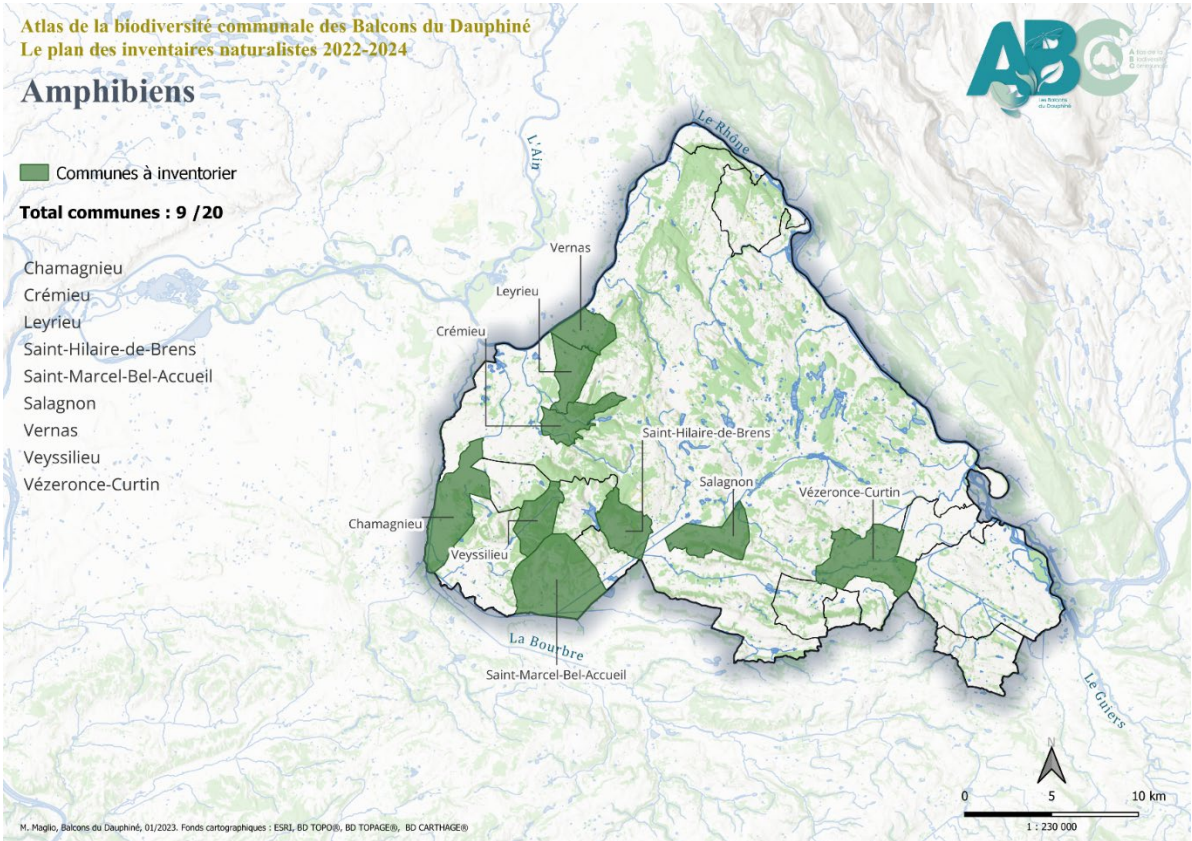 Atlas de la biodiversité communale des Balcons du Dauphiné
Le plan des inventaires naturalistes 2022-2024
Amphibiens
ABC
Les Balcons
du Dauphiné
Communes à inventorier
Total communes : 9 /20
Chamagnieu
Crémieu
Leyrieu
Saint-Hilaire-de-Brens
Saint-Marcel-Bel-Accueil
Salagnon
Vernas
Veyssilieu
Vézeronce-Curtin
Le Rhône
L'Ain
Vernas
Leyrieu
Crémieu
Saint-Hilaire-de-Brens
Salagnon
Vézeronce-Curtin
Chamagnieu
Veyssilieu
La Bourbre
Saint-Marcel-Bel-Accueil
Le Guiers
N
0 5 10 km
1 : 230 000
M. Maglio, Balcons du Dauphiné, 01/2023. Fonds cartographiques : ESRI, BD TOPO®, BD TOPAGE®, BD CARTHAGE®